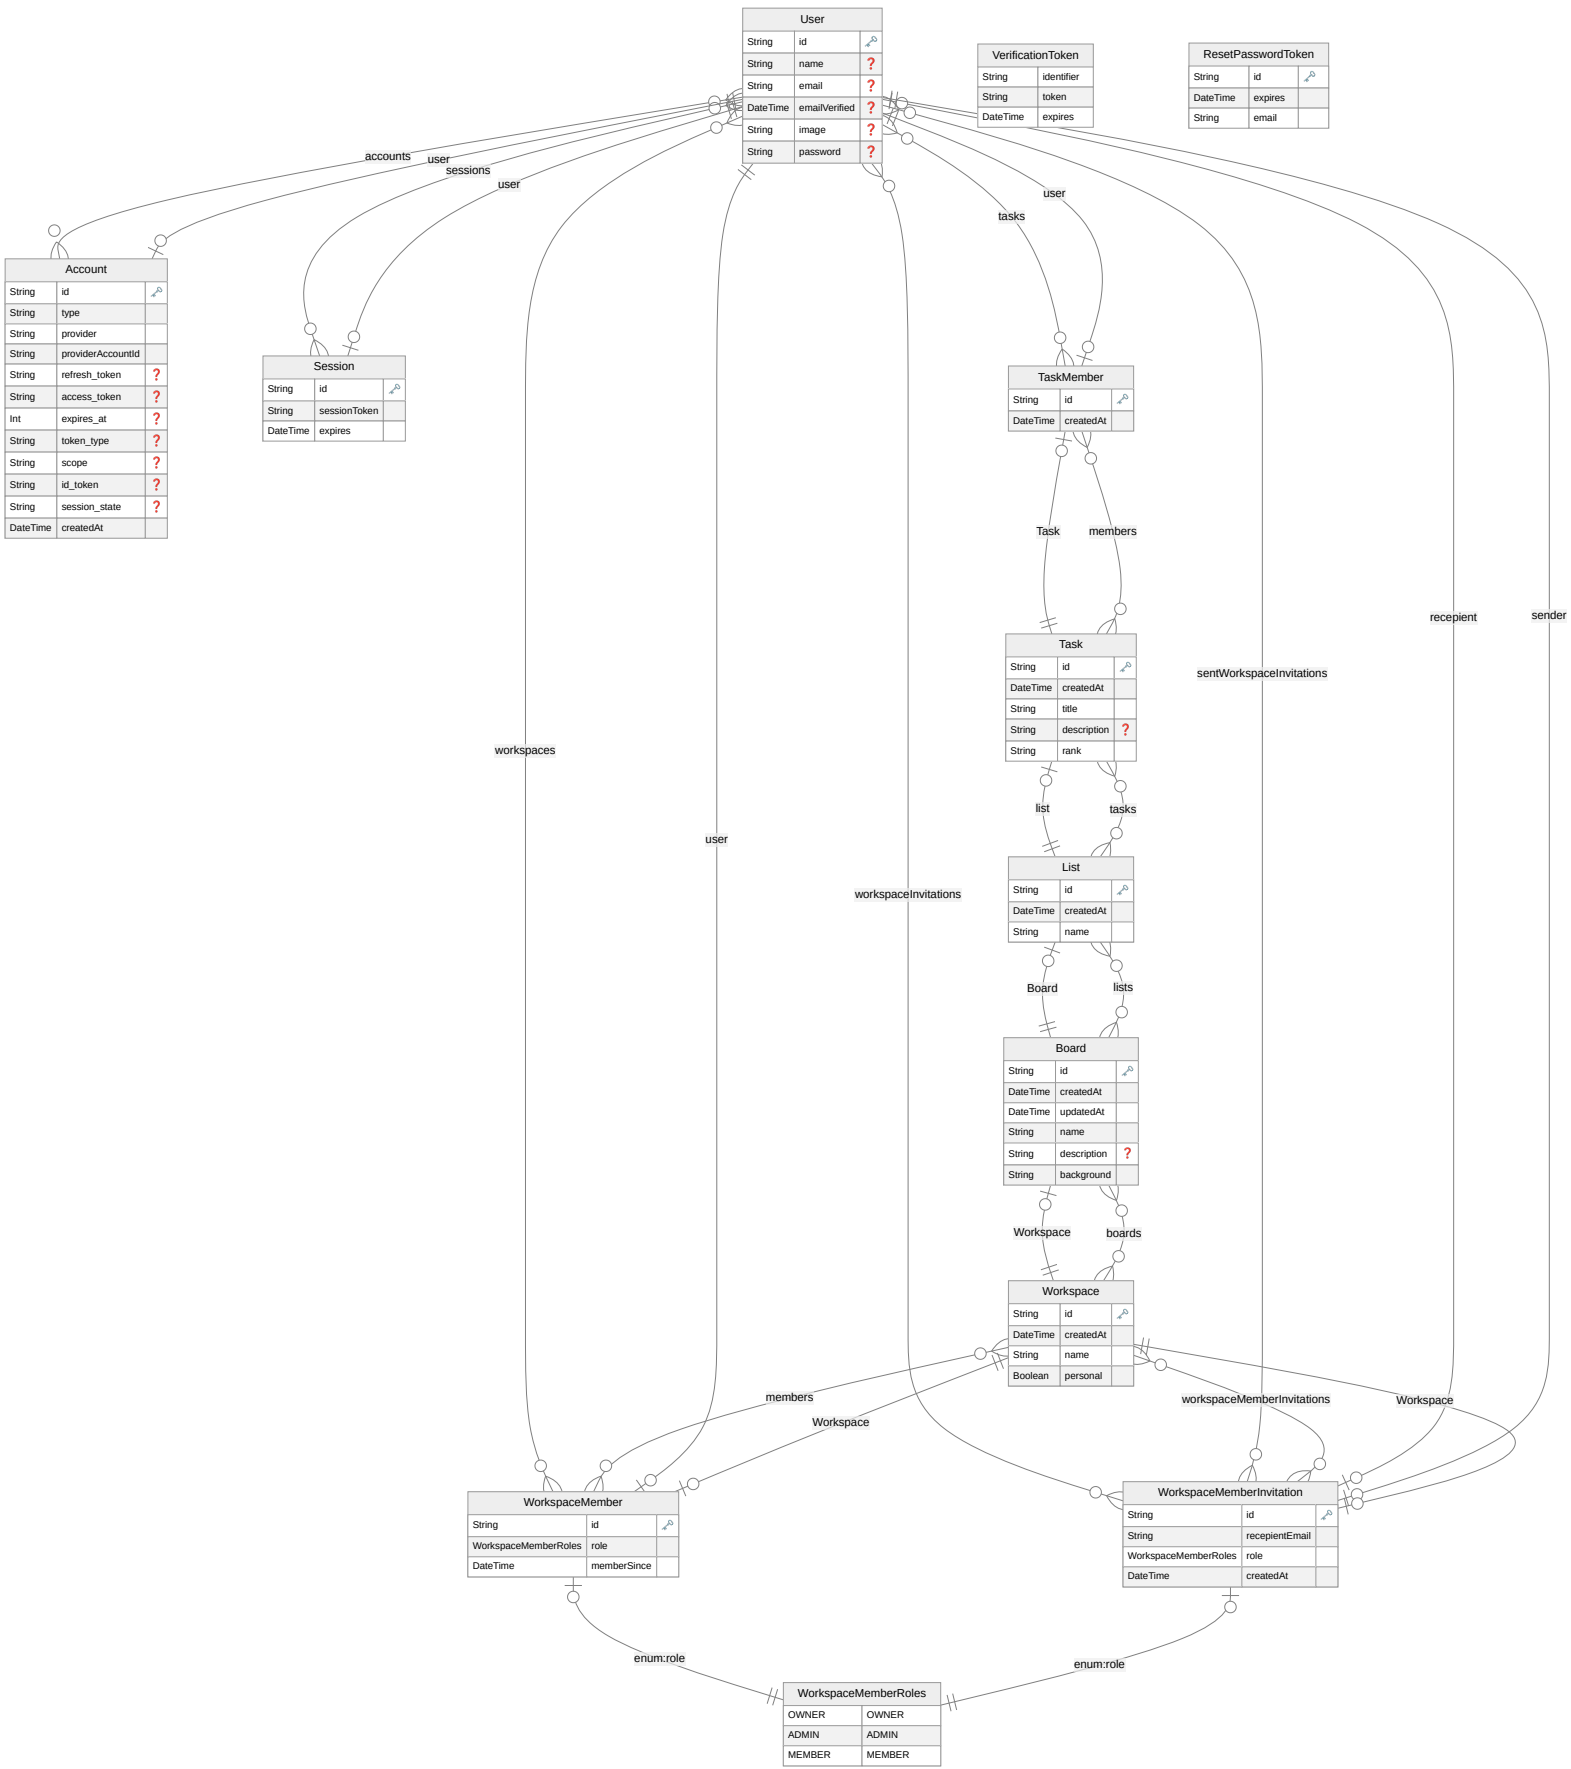 User
String id 🗝️
String name ❓
String email ❓
DateTime emailVerified ❓
String image ❓
String password ❓
VerificationToken
String identifier
String token
DateTime expires
ResetPasswordToken
String id 🗝️
DateTime expires
String email
accounts
user
sessions
user
tasks
user
Account
String id 🗝️
String type
String provider
String providerAccountId
String refresh_token ❓
String access_token ❓
Int expires_at ❓
String token_type ❓
String scope ❓
String id_token ❓
String session_state ❓
DateTime createdAt
Session
String id 🗝️
String sessionToken
DateTime expires
TaskMember
String id 🗝️
DateTime createdAt
Task
members
recepient
sender
Task
String id 🗝️
DateTime createdAt
String title
String description ❓
String rank
sentWorkspaceInvitations
workspaces
list
tasks
user
workspaceInvitations
List
String id 🗝️
DateTime createdAt
String name
Board
lists
Board
String id 🗝️
DateTime createdAt
DateTime updatedAt
String name
String description ❓
String background
Workspace
boards
Workspace
String id 🗝️
DateTime createdAt
String name
Boolean personal
members
Workspace
workspaceMemberInvitations
Workspace
WorkspaceMember
String id 🗝️
WorkspaceMemberRoles role
DateTime memberSince
WorkspaceMemberInvitation
String id 🗝️
String recepientEmail
WorkspaceMemberRoles role
DateTime createdAt
enum:role
enum:role
WorkspaceMemberRoles
OWNER OWNER
ADMIN ADMIN
MEMBER MEMBER